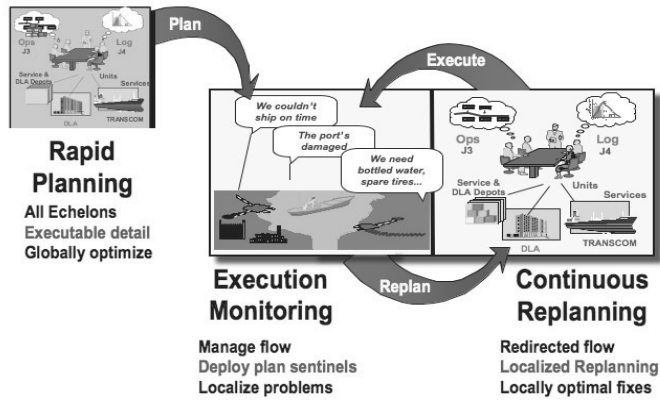 Plan
Ops
J3
Log
J4
Service &
DLA Depots
Units
Services
DLA
TRANSCOM
Rapid
Planning
All Echelons
Executable detail
Globally optimize
We couldn't
ship on time
The port's
damaged
We need
bottled water,
spare tires...
Execution
Monitoring
Manage flow
Deploy plan sentinels
Localize problems
Execute
Replan
Ops
J3
Log
J4
Service &
DLA Depots
Units
Services
DLA
TRANSCOM
Continuous
Replanning
Redirected flow
Localized Replanning
Locally optimal fixes